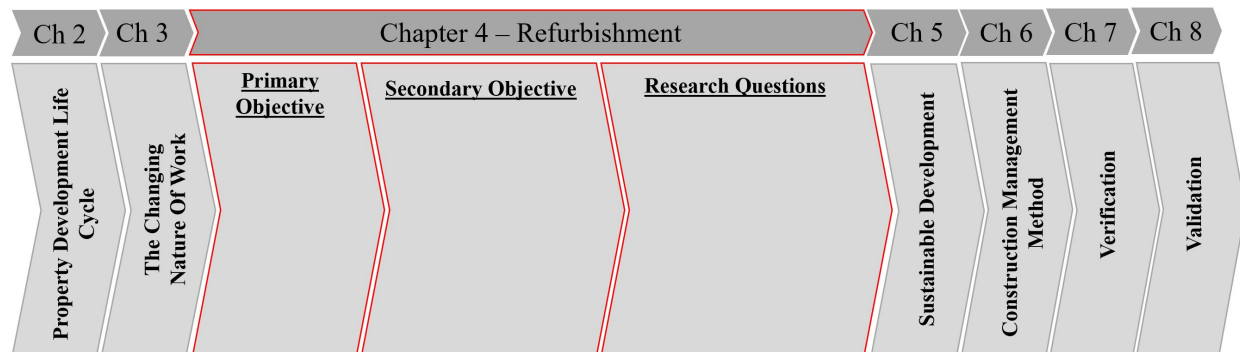 Ch 2
Ch 3
Chapter 4 – Refurbishment
Ch 5
Ch 6
Ch 7
Ch 8
Property Development Life
Cycle
The Changing
Nature Of Work
Primary
Objective
Secondary Objective
Research Questions
Sustainable Development
Construction Management
Method
Verification
Validation